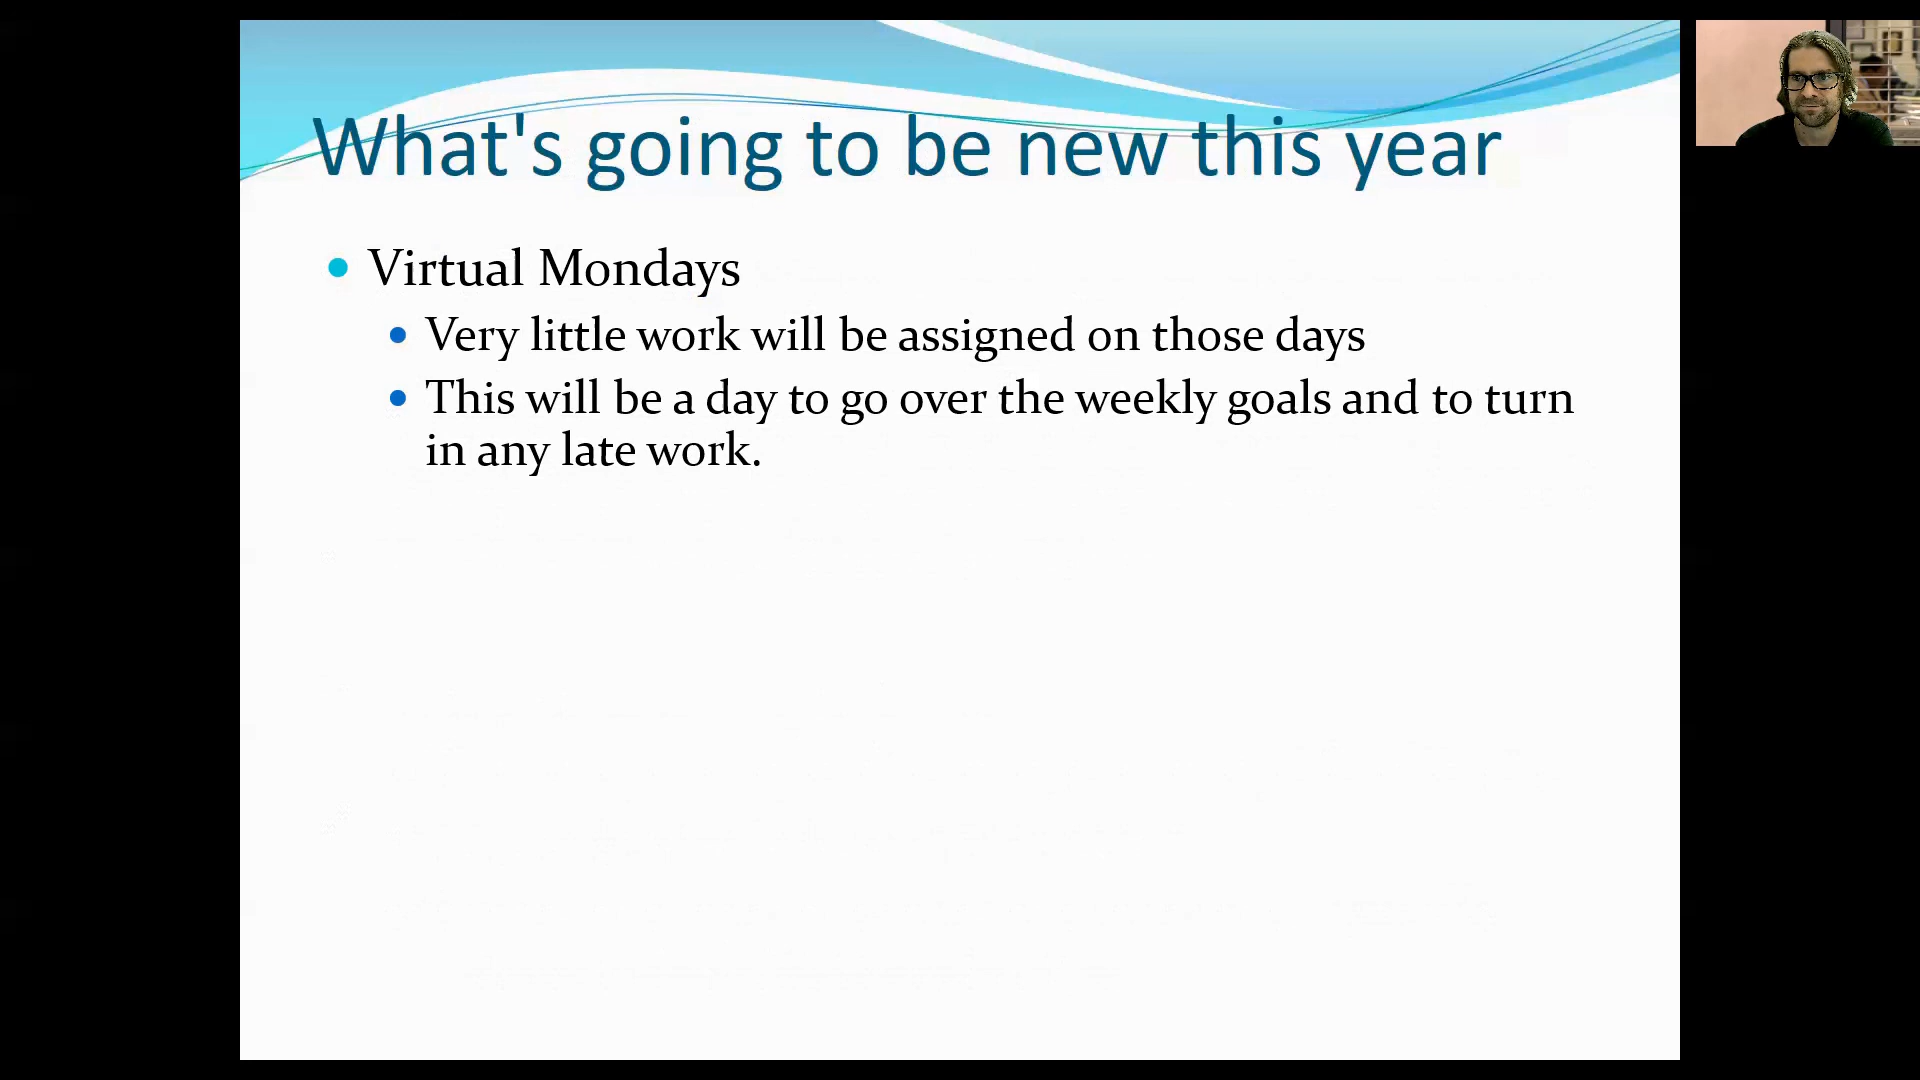 What's going to be new this year
Virtual Mondays
Very little work will be assigned on those days
This will be a day to go over the weekly goals and to turn
in any late work.